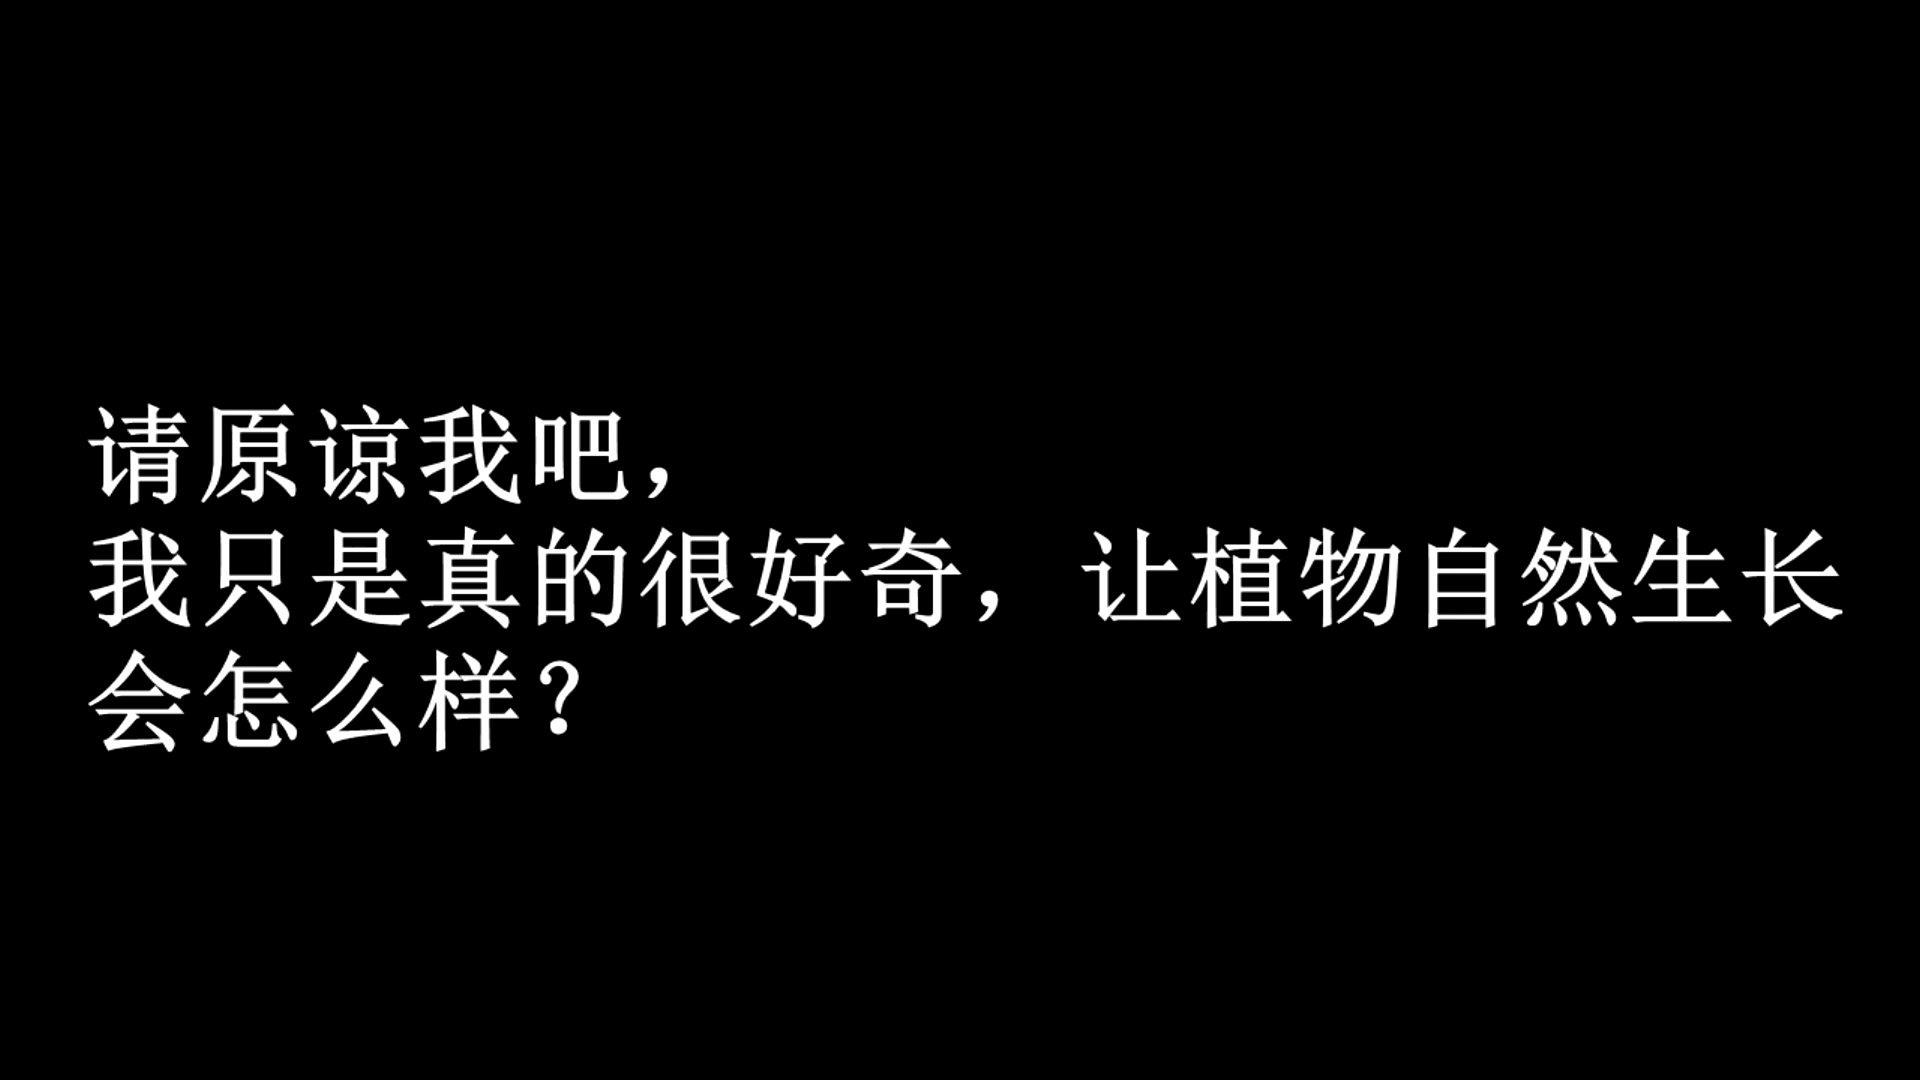 请原谅我吧，
我只是真的很好奇，让植物自然生长
会怎么样？